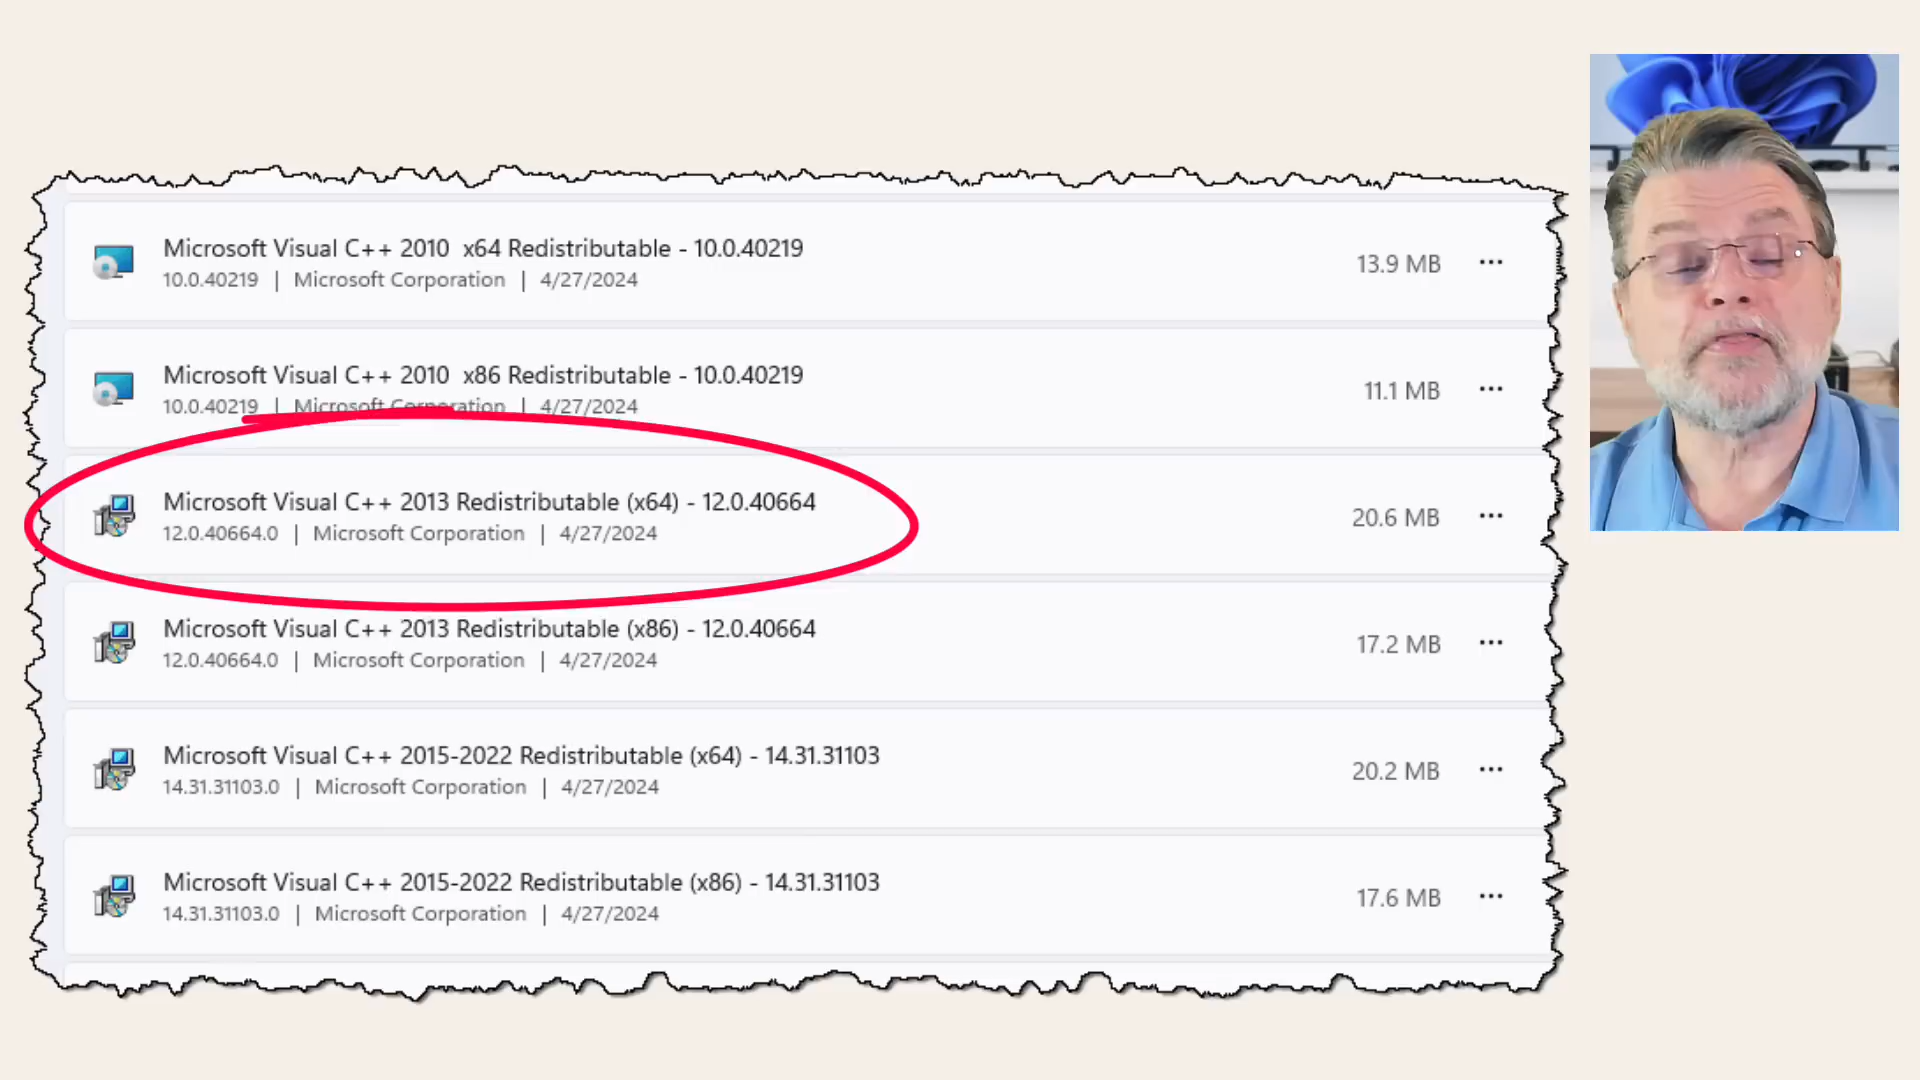 Microsoft Visual C++ 2010  x64 Redistributable - 10.0.40219
10.0.40219 | Microsoft Corporation | 4/27/2024
13.9 MB
Microsoft Visual C++ 2010  x86 Redistributable - 10.0.40219
10.0.40219 | Microsoft Corporation | 4/27/2024
11.1 MB
Microsoft Visual C++ 2013 Redistributable (x64) - 12.0.40664
12.0.40664.0 | Microsoft Corporation | 4/27/2024
20.6 MB
Microsoft Visual C++ 2013 Redistributable (x86) - 12.0.40664
12.0.40664.0 | Microsoft Corporation | 4/27/2024
17.2 MB
Microsoft Visual C++ 2015-2022 Redistributable (x64) - 14.31.31103
14.31.31103.0 | Microsoft Corporation | 4/27/2024
20.2 MB
Microsoft Visual C++ 2015-2022 Redistributable (x86) - 14.31.31103
14.31.31103.0 | Microsoft Corporation | 4/27/2024
17.6 MB